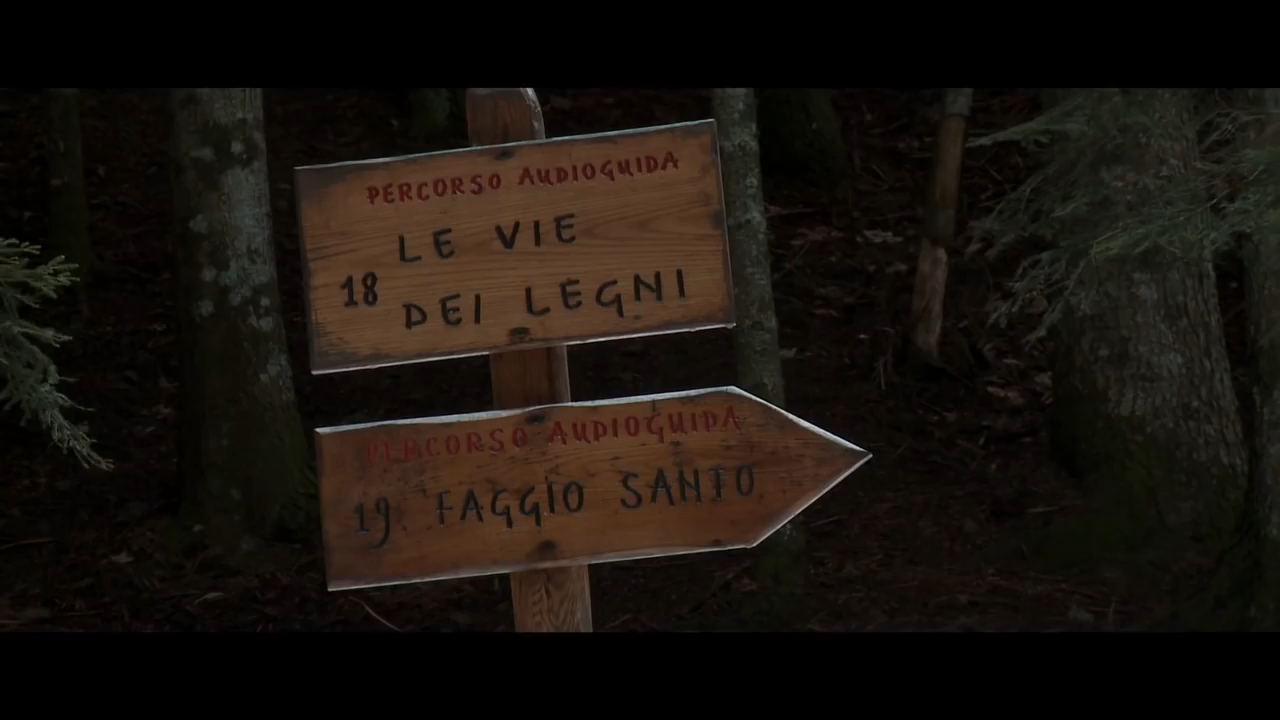 PERCORSO AUDIOGUIDA
LE VIE
18 DEI LEGNI
PERCORSO AUDIOGUIDA
19. FAGGIO SANTO